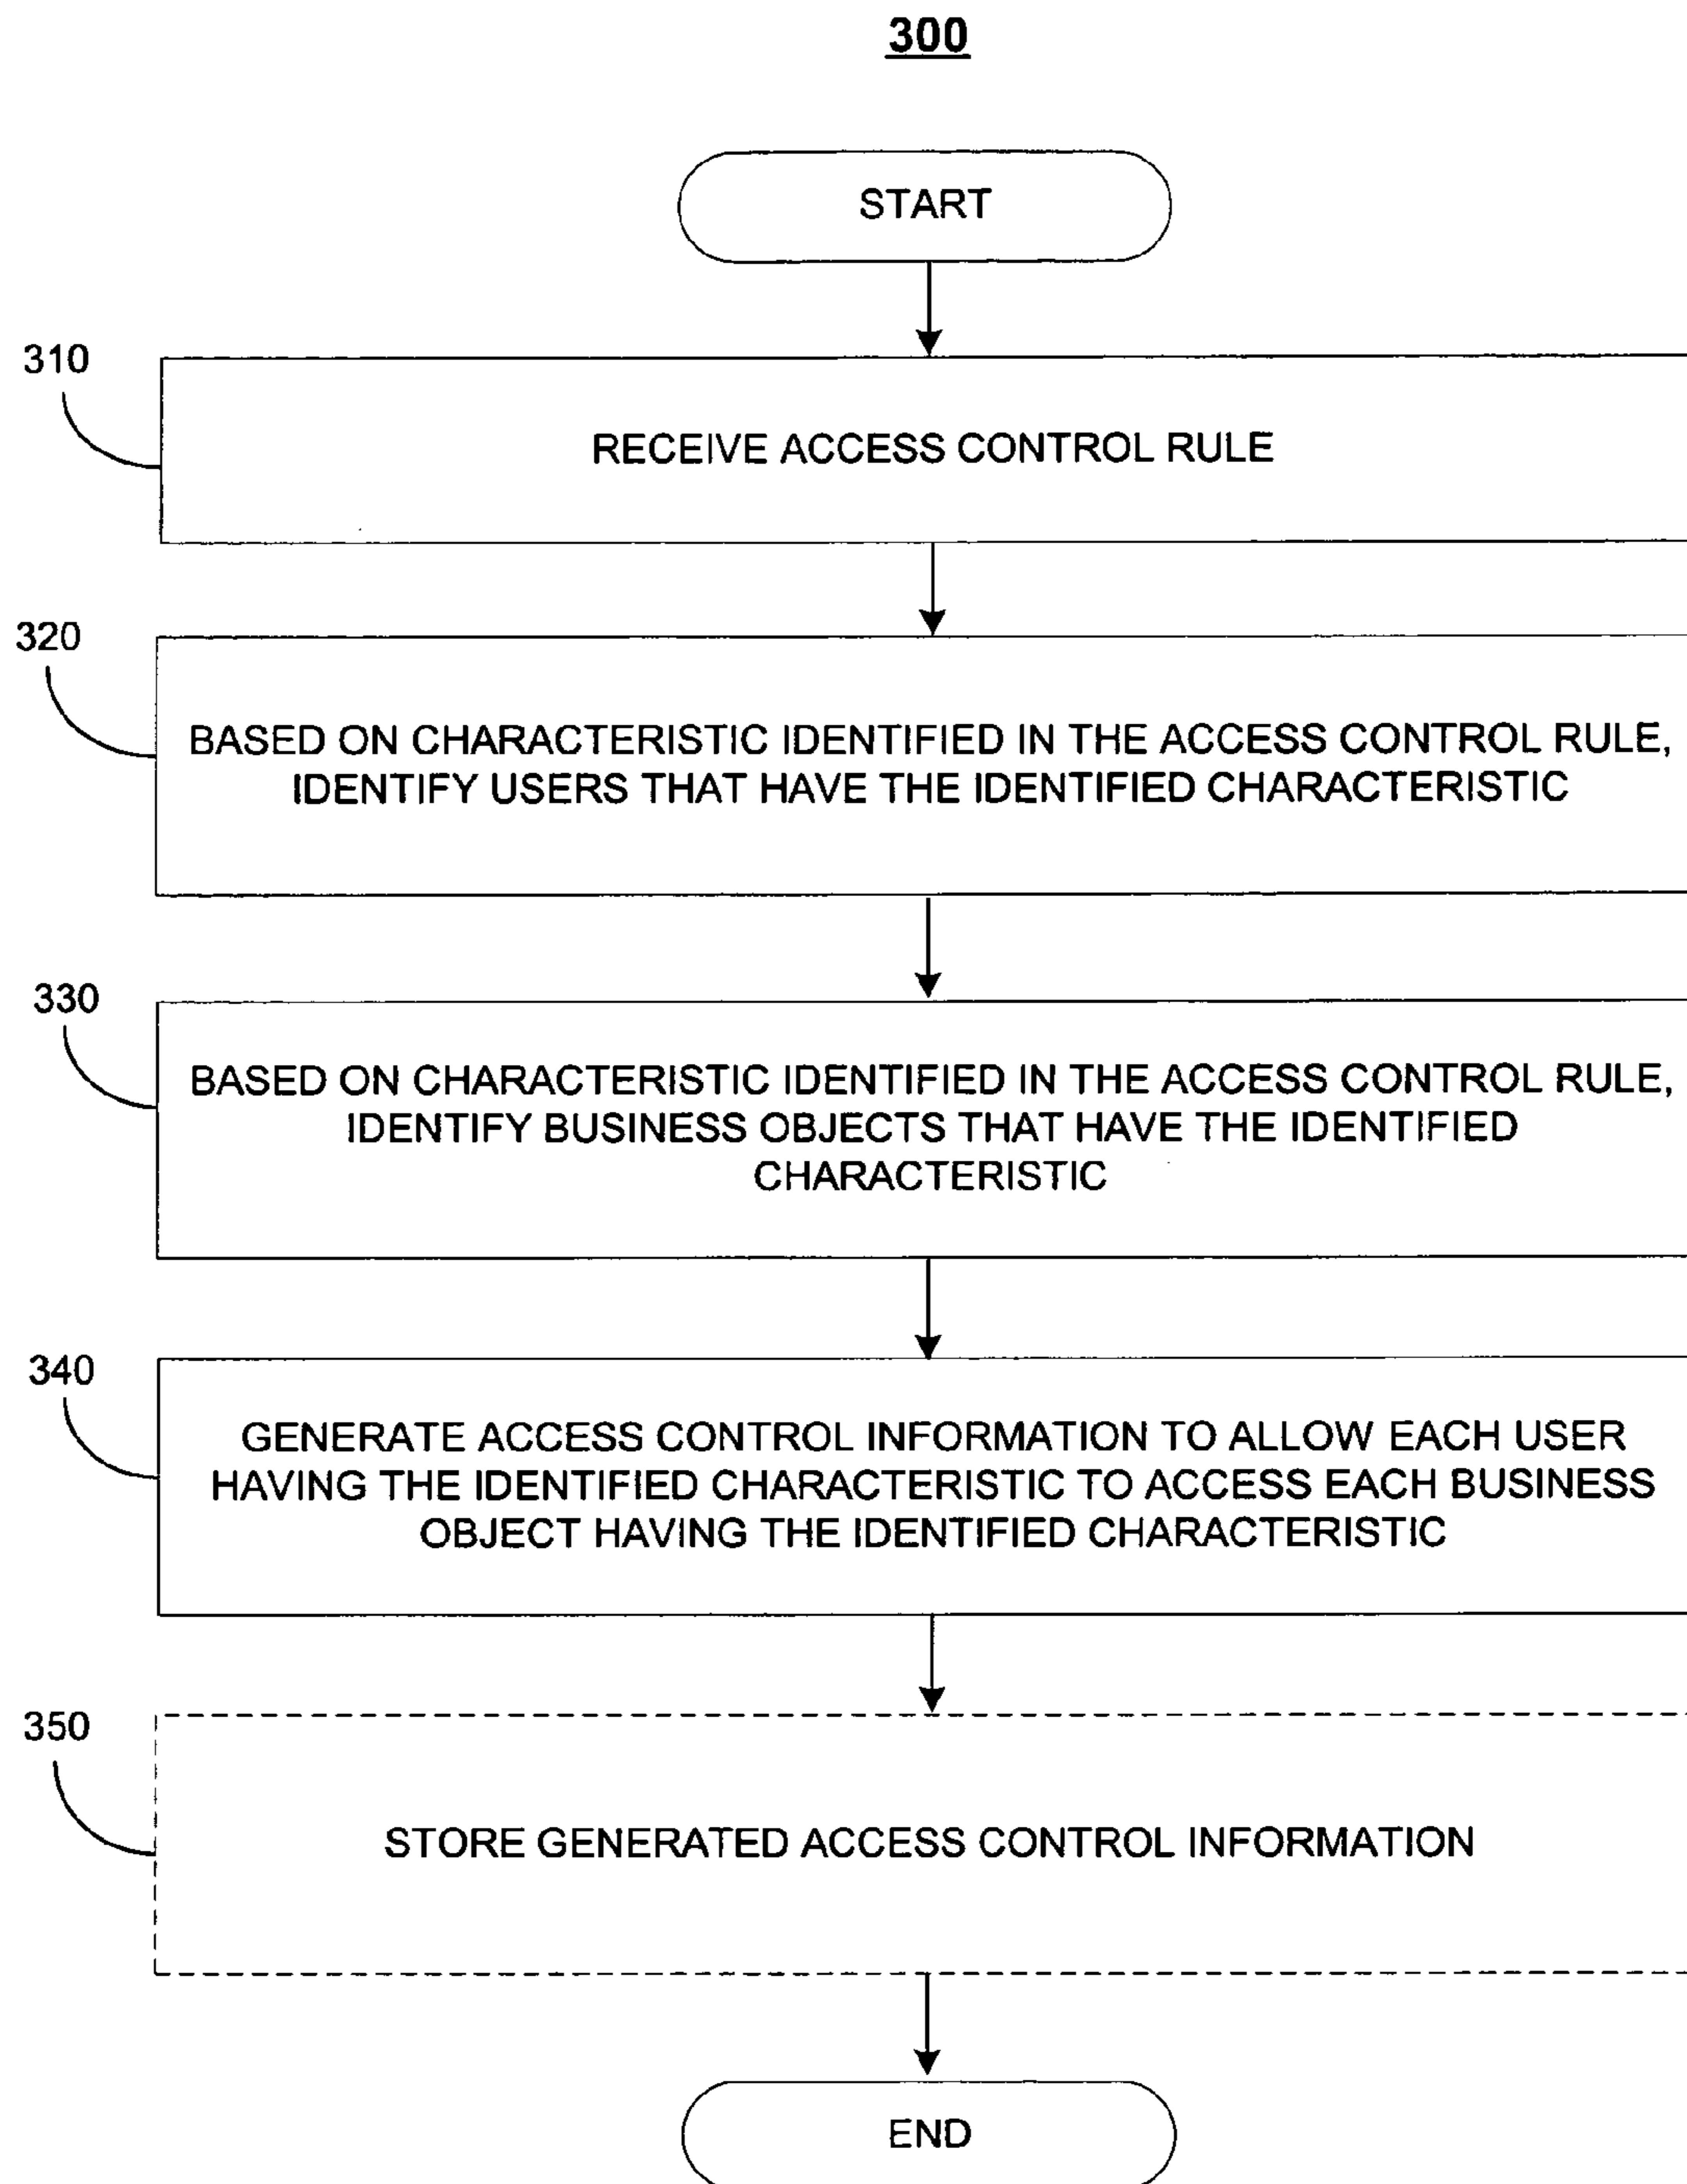 300
START
310
RECEIVE ACCESS CONTROL RULE
320
BASED ON CHARACTERISTIC IDENTIFIED IN THE ACCESS CONTROL RULE,
IDENTIFY USERS THAT HAVE THE IDENTIFIED CHARACTERISTIC
330
BASED ON CHARACTERISTIC IDENTIFIED IN THE ACCESS CONTROL RULE,
IDENTIFY BUSINESS OBJECTS THAT HAVE THE IDENTIFIED
CHARACTERISTIC
340
GENERATE ACCESS CONTROL INFORMATION TO ALLOW EACH USER
HAVING THE IDENTIFIED CHARACTERISTIC TO ACCESS EACH BUSINESS
OBJECT HAVING THE IDENTIFIED CHARACTERISTIC
350
STORE GENERATED ACCESS CONTROL INFORMATION
END